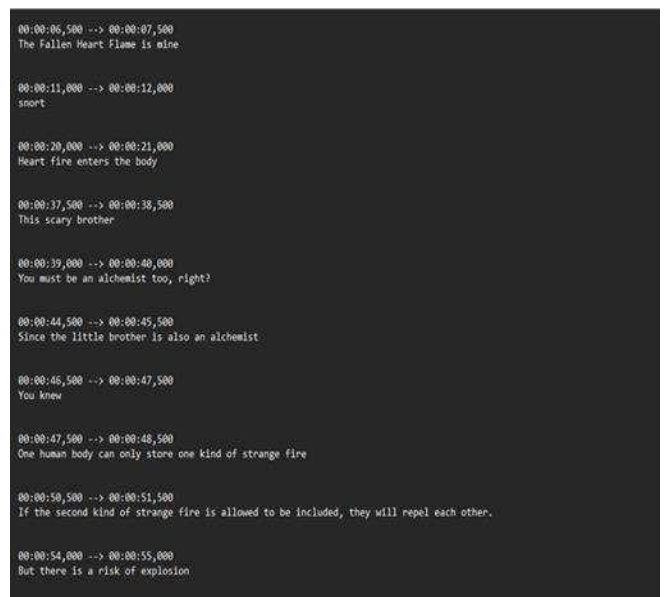 00:00:06,500 --> 00:00:07,500
The Fallen Heart Flame is mine
00:00:11,000 --> 00:00:12,000
snort
00:00:20,000 --> 00:00:21,000
Heart fire enters the body
00:00:37,500 --> 00:00:38,500
This scary brother
00:00:39,000 --> 00:00:40,000
You must be an alchemist too, right?
00:00:44,500 --> 00:00:45,500
Since the little brother is also an alchemist
00:00:46,500 --> 00:00:47,500
You knew
00:00:47,500 --> 00:00:48,500
One human body can only store one kind of strange fire
00:00:50,500 --> 00:00:51,500
If the second kind of strange fire is allowed to be included, they will repel each other.
00:00:54,000 --> 00:00:55,000
But there is a risk of explosion